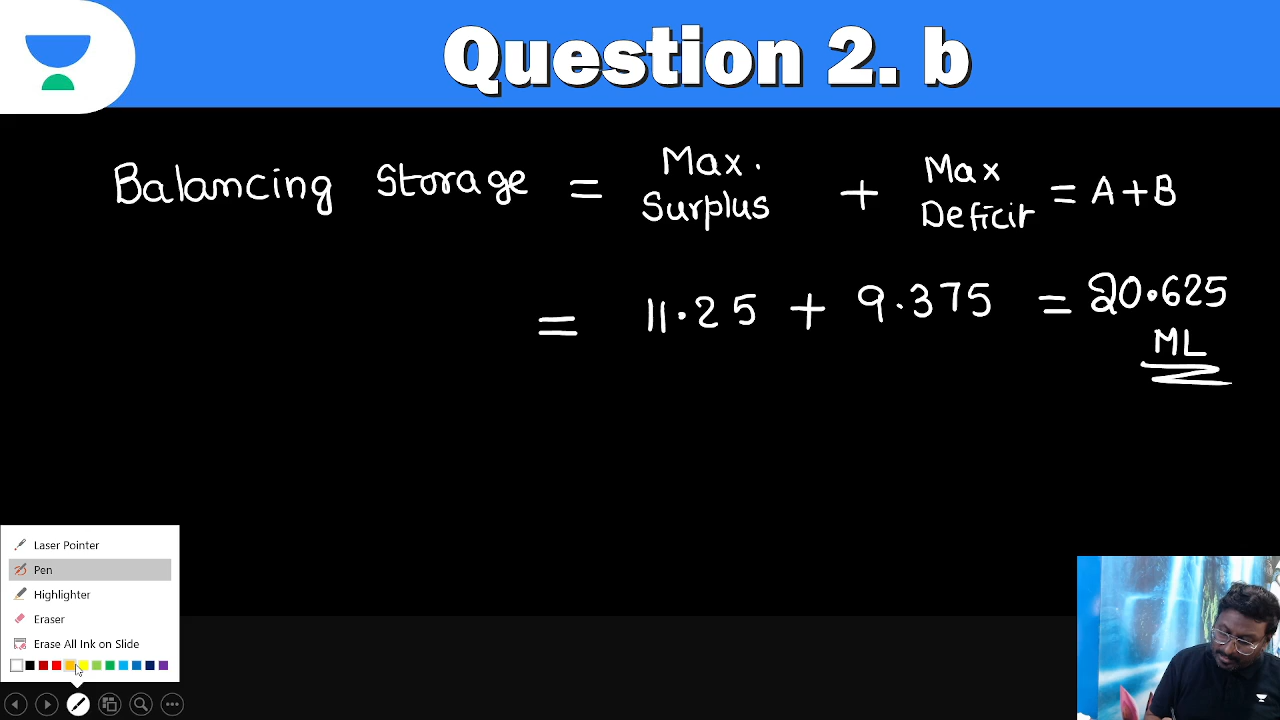 Question 2. b
Balancing Storage = Max. Surplus + Max Deficit = A + B
= 11.25 + 9.375 = 20.625
ML
Laser Pointer
Pen
Highlighter
Eraser
Erase All Ink on Slide